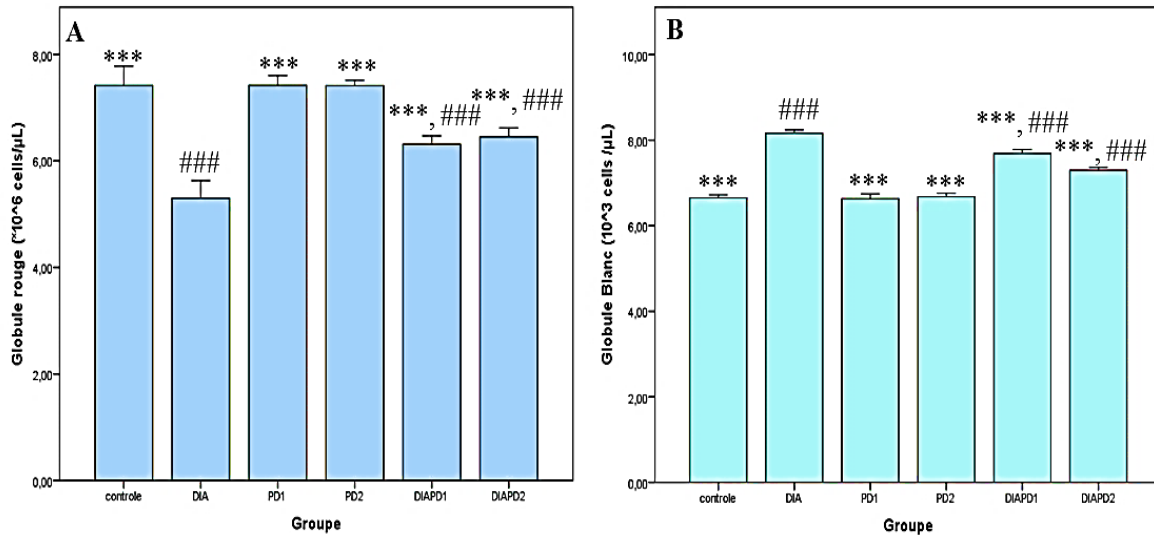 A
Globule rouge (*10^6 cells/µL)
8,00
6,00
4,00
2,00
0,00
***
###
***
***
***, ###
***, ###
controle
DIA
PD1
PD2
DIAPD1
DIAPD2
Groupe
B
Globule Blanc (10^3 cells /µL)
10,00
8,00
6,00
4,00
2,00
0,00
***
###
***
***
***, ###
***, ###
controle
DIA
PD1
PD2
DIAPD1
DIAPD2
Groupe